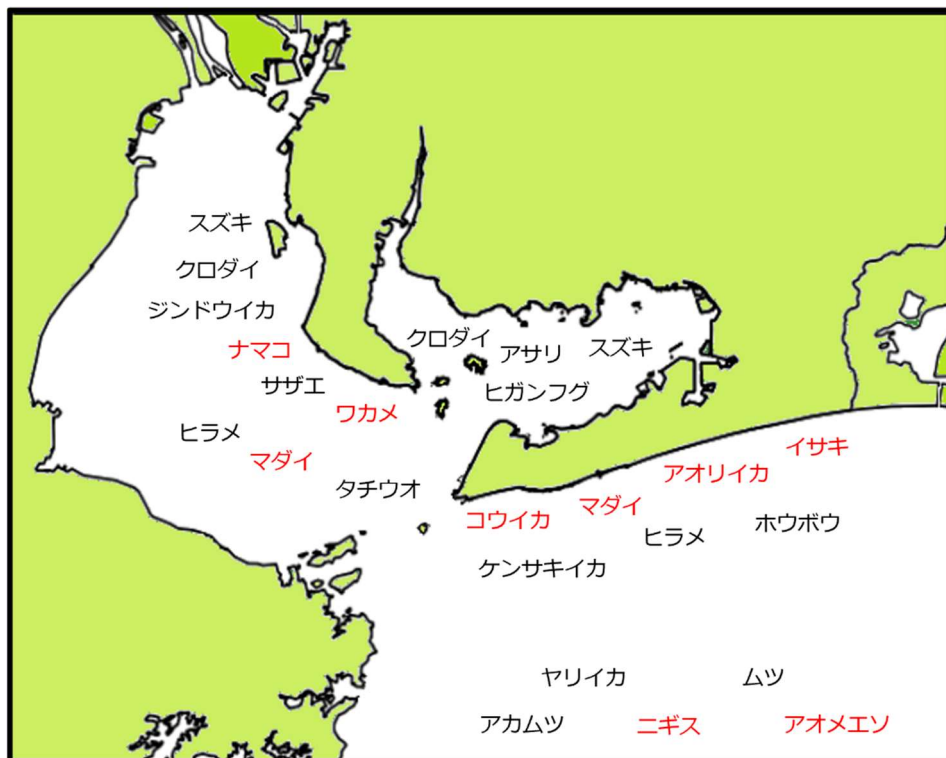 スズキ
クロダイ
ジンドウイカ
ナマコ
サザエ
ワカメ
ヒラメ
マダイ
タチウオ
クロダイ
アサリ
スズキ
ヒガンフグ
イサキ
アオリイカ
マダイ
コウイカ
ホウボウ
ヒラメ
ケンサキイカ
ヤリイカ
ムツ
アカムツ
ニギス
アオメエソ